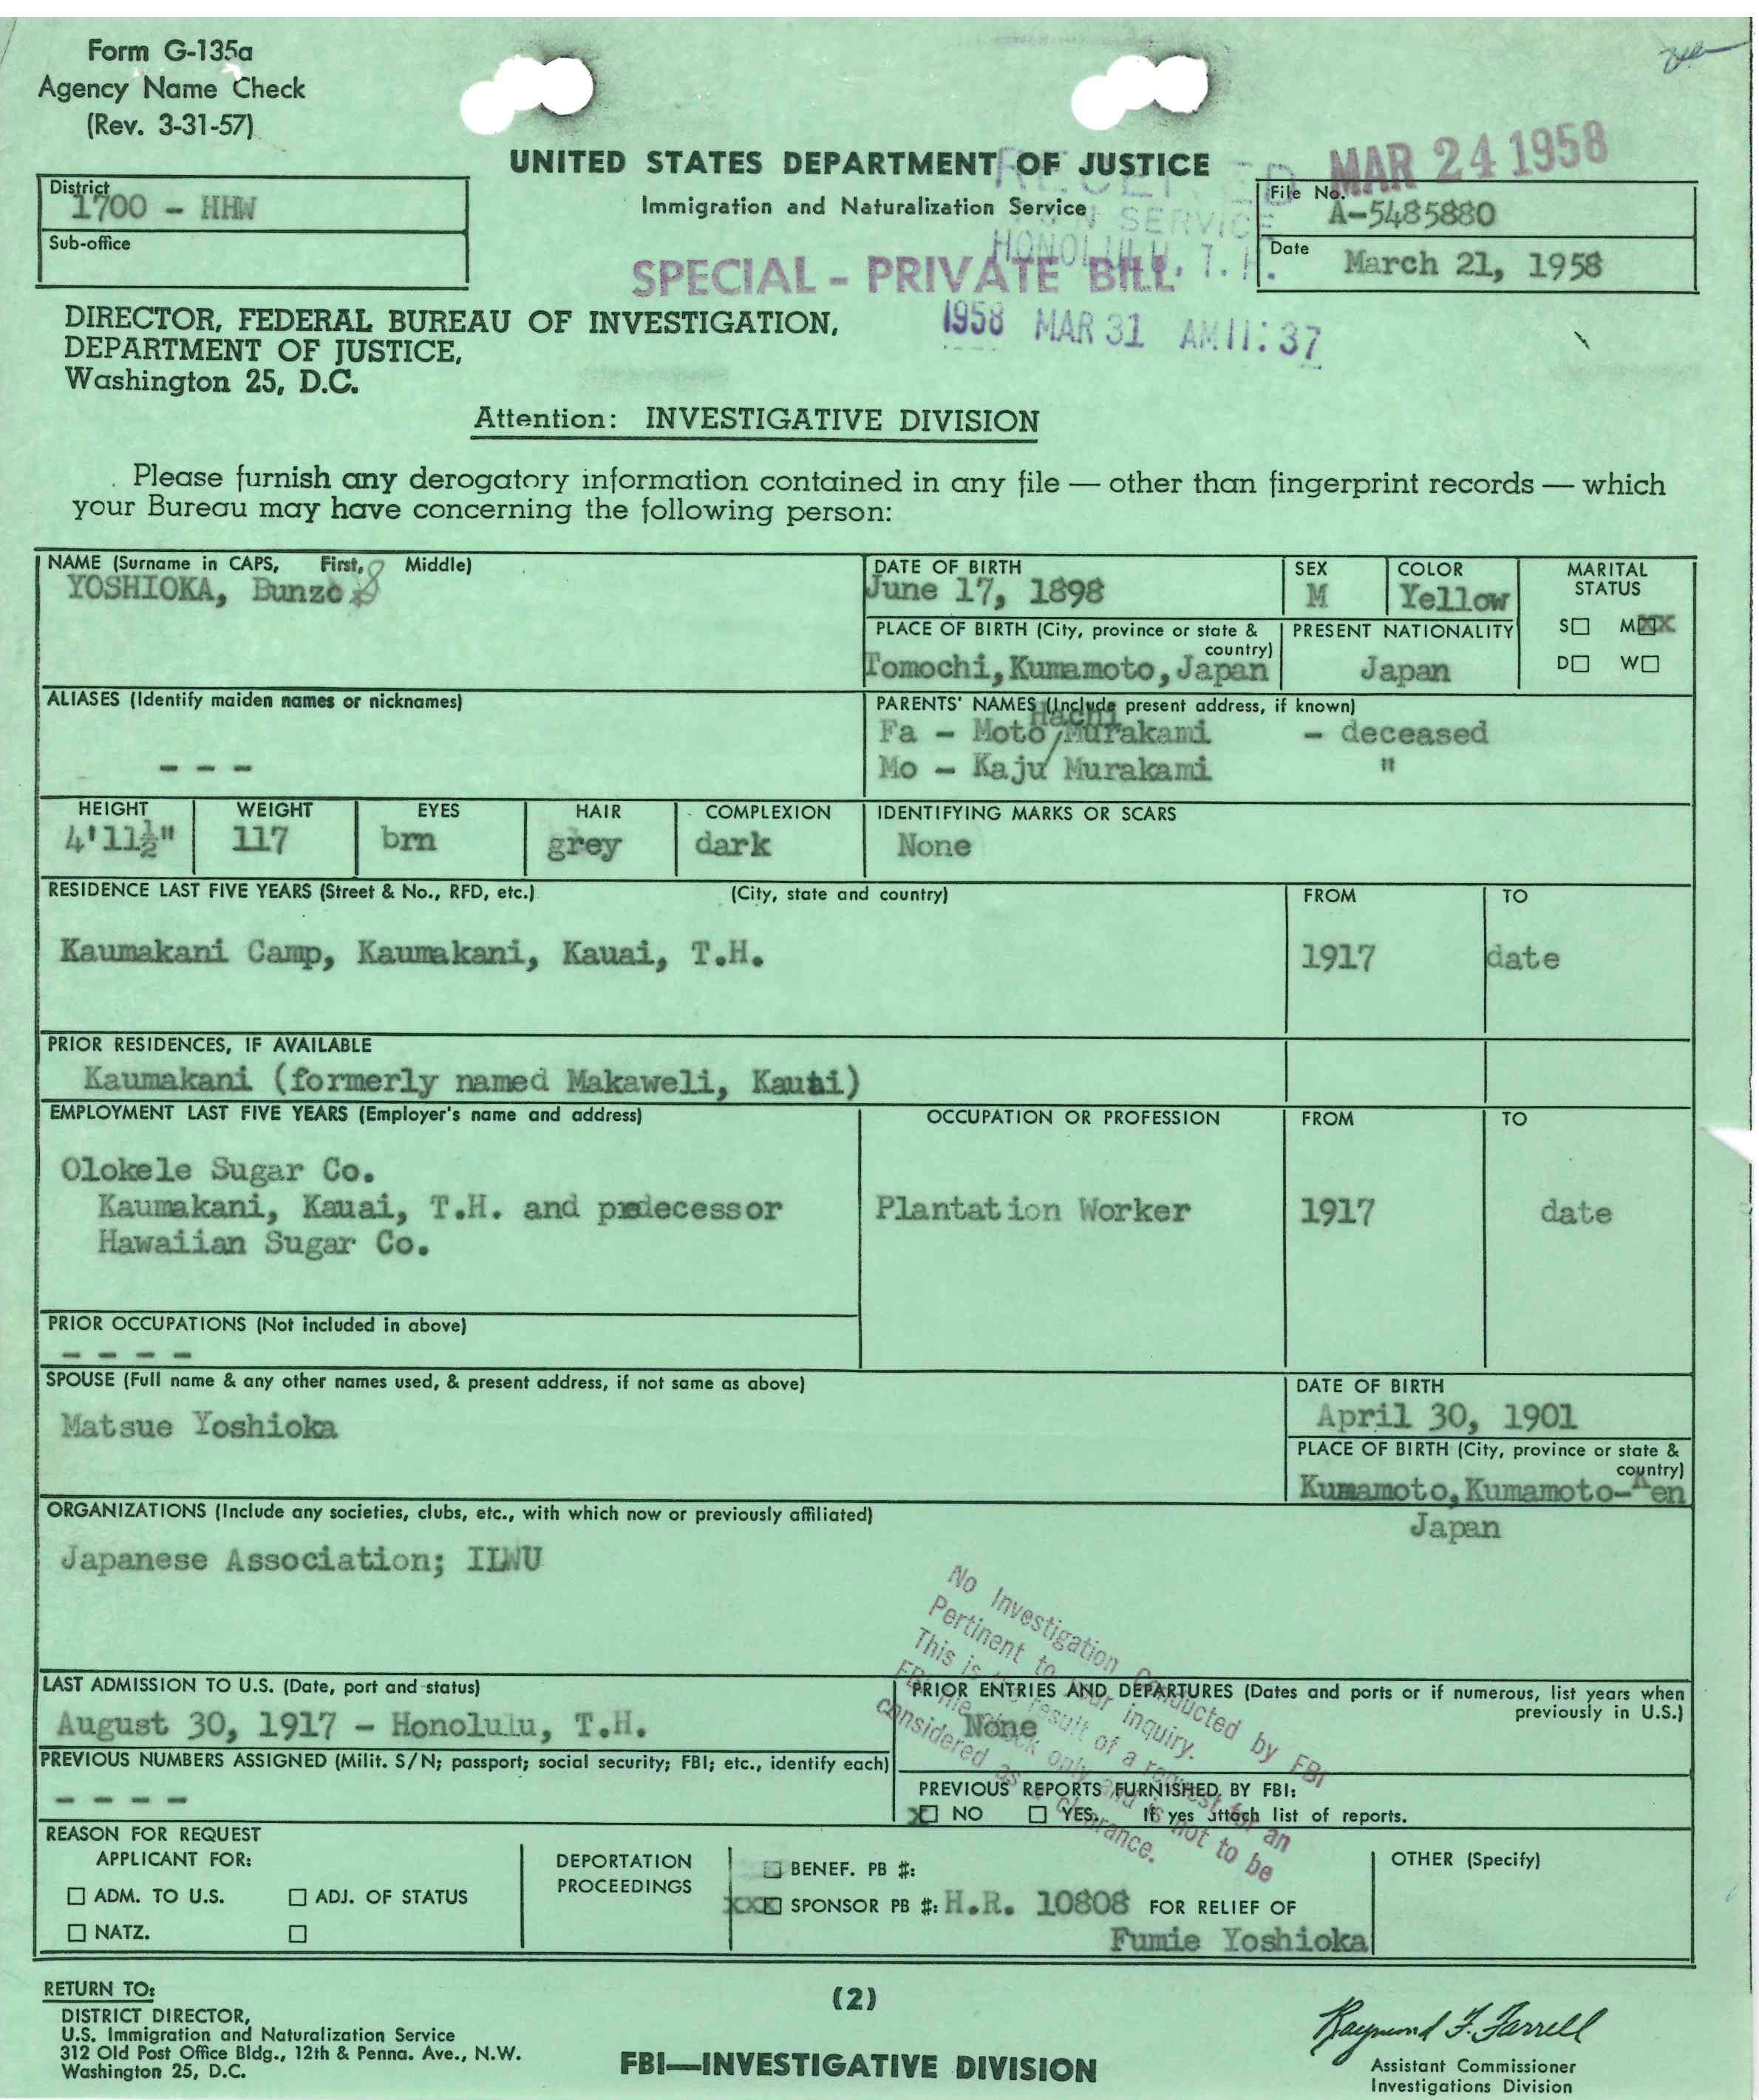 Form G-135a
Agency Name Check
(Rev. 3-31-57)
UNITED STATES DEPARTMENT OF JUSTICE
Immigration and Naturalization Service
MAR 24 1958
District
1700 - HHW
Sub-office
File No.
A-5485880
Date
March 21, 1958
SERVICE
HONOLULU, T.H.
SPECIAL - PRIVATE BILL
1958 MAR 31 AM 11:37
DIRECTOR, FEDERAL BUREAU OF INVESTIGATION,
DEPARTMENT OF JUSTICE,
Washington 25, D.C.
Attention: INVESTIGATIVE DIVISION
Please furnish any derogatory information contained in any file — other than fingerprint records — which
your Bureau may have concerning the following person:
NAME (Surname in CAPS, First, Middle)
YOSHIOKA, Bunzo
DATE OF BIRTH
June 17, 1898
SEX
M
COLOR
Yellow
MARITAL
STATUS
S☐ M☐XX
D☐ W☐
PLACE OF BIRTH (City, province or state &
country)
Tomochi, Kumamoto, Japan
PRESENT NATIONALITY
Japan
ALIASES (Identify maiden names or nicknames)
- - -
PARENTS' NAMES (Include present address, if known)
Hachi
Fa - Moto/Murakami - deceased
Mo - Kaju Murakami "
HEIGHT
4'11½"
WEIGHT
117
EYES
brn
HAIR
grey
COMPLEXION
dark
IDENTIFYING MARKS OR SCARS
None
RESIDENCE LAST FIVE YEARS (Street & No., RFD, etc.) (City, state and country)
FROM
TO
Kaumakani Camp, Kaumakani, Kauai, T.H.
1917
date
PRIOR RESIDENCES, IF AVAILABLE
Kaumakani (formerly named Makaweli, Kauai)
EMPLOYMENT LAST FIVE YEARS (Employer's name and address)
OCCUPATION OR PROFESSION
FROM
TO
Olokele Sugar Co.
Kaumakani, Kauai, T.H. and predecessor
Hawaiian Sugar Co.
Plantation Worker
1917
date
PRIOR OCCUPATIONS (Not included in above)
- - - -
SPOUSE (Full name & any other names used, & present address, if not same as above)
Matsue Yoshioka
DATE OF BIRTH
April 30, 1901
PLACE OF BIRTH (City, province or state &
country)
Kumamoto, Kumamoto-Ken
Japan
ORGANIZATIONS (Include any societies, clubs, etc., with which now or previously affiliated)
Japanese Association; ILWU
No Investigation Conducted by FBI
Pertinent to your inquiry.
This is the result of a request for an
FBI file check only and is not to be
considered as a clearance.
LAST ADMISSION TO U.S. (Date, port and status)
August 30, 1917 - Honolulu, T.H.
PRIOR ENTRIES AND DEPARTURES (Dates and ports or if numerous, list years when
previously in U.S.)
None
PREVIOUS NUMBERS ASSIGNED (Milit. S/N; passport; social security; FBI; etc., identify each)
- - - -
PREVIOUS REPORTS FURNISHED BY FBI:
X☐ NO ☐ YES. If yes attach list of reports.
REASON FOR REQUEST
APPLICANT FOR:
☐ ADM. TO U.S. ☐ ADJ. OF STATUS
☐ NATZ. ☐
DEPORTATION
PROCEEDINGS
☐ BENEF. PB #:
XXX☐ SPONSOR PB #: H.R. 10808 FOR RELIEF OF
Fumie Yoshioka
OTHER (Specify)
RETURN TO:
DISTRICT DIRECTOR,
U.S. Immigration and Naturalization Service
312 Old Post Office Bldg., 12th & Penna. Ave., N.W.
Washington 25, D.C.
(2)
FBI—INVESTIGATIVE DIVISION
Raymond F. Farrell
Assistant Commissioner
Investigations Division